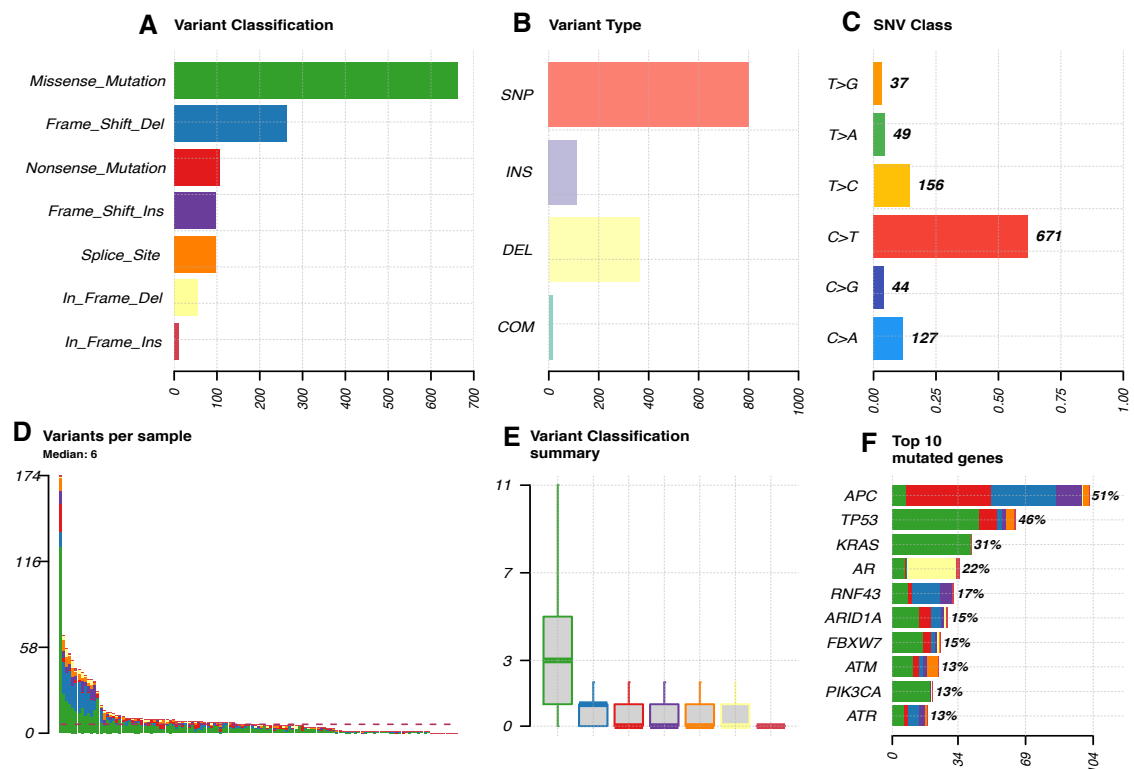 A Variant Classification
Missense_Mutation
Frame_Shift_Del
Nonsense_Mutation
Frame_Shift_Ins
Splice_Site
In_Frame_Del
In_Frame_Ins
0 100 200 300 400 500 600 700
B Variant Type
SNP
INS
DEL
COM
0 200 400 600 800 1000
C SNV Class
T>G 37
T>A 49
T>C 156
C>T 671
C>G 44
C>A 127
0.00 0.25 0.50 0.75 1.00
D Variants per sample
Median: 6
174
116
58
0
E Variant Classification
summary
11
7
3
0
F Top 10
mutated genes
APC 51%
TP53 46%
KRAS 31%
AR 22%
RNF43 17%
ARID1A 15%
FBXW7 15%
ATM 13%
PIK3CA 13%
ATR 13%
0 34 69 104